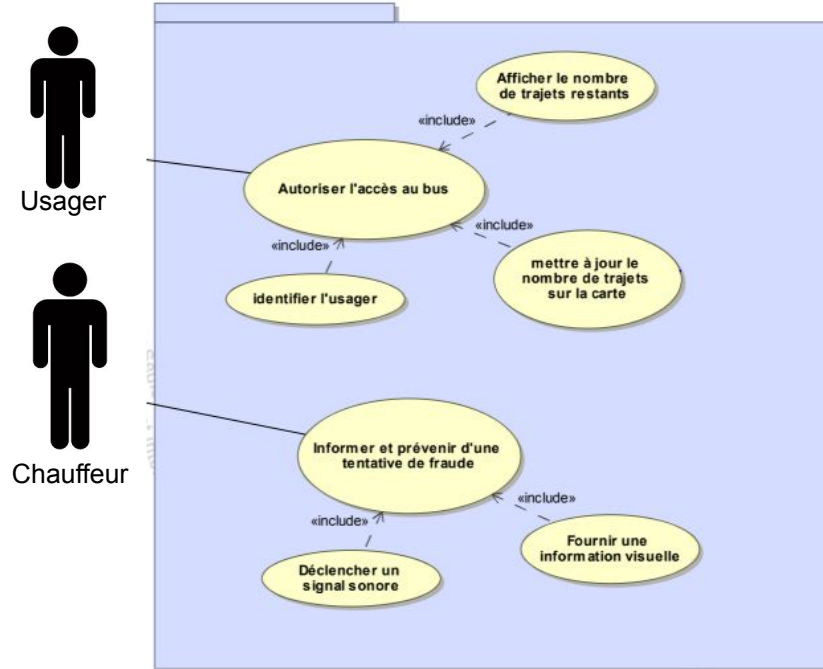 Afficher le nombre
de trajets restants
«include»
Usager
Autoriser l'accès au bus
«include»
«include»
mettre à jour le
nombre de trajets
sur la carte
identifier l'usager
Informer et prévenir d'une
tentative de fraude
Chauffeur
«include»
«include»
Fournir une
information visuelle
Déclencher un
signal sonore